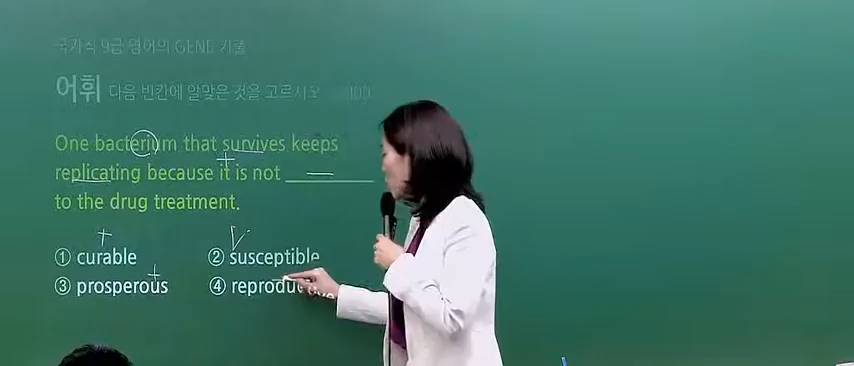 국가직 9급 영어의 GENE 기출
어휘 다음 빈칸에 알맞은 것을 고르시오
One bacterium that survives keeps
replicating because it is not ________
to the drug treatment.
① curable ② susceptible
③ prosperous ④ reproductive